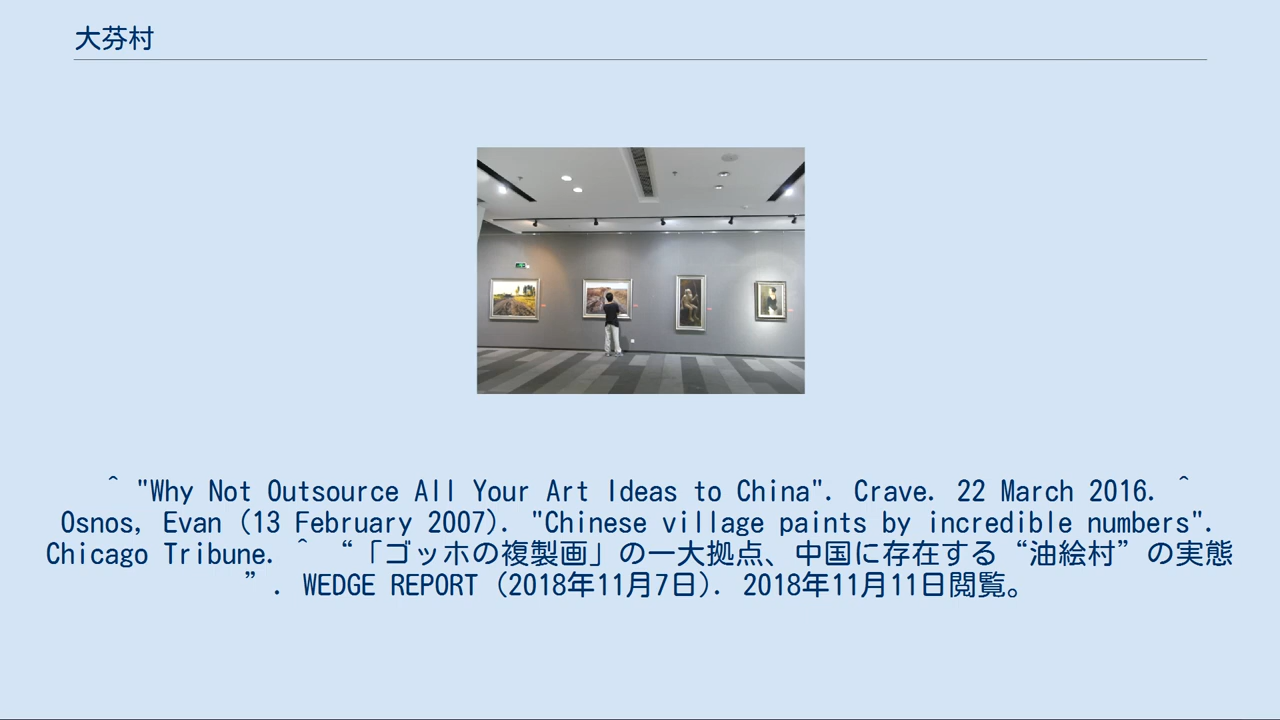 大芬村
^ "Why Not Outsource All Your Art Ideas to China". Crave. 22 March 2016. ^
Osnos, Evan (13 February 2007). "Chinese village paints by incredible numbers".
Chicago Tribune. ^ “「ゴッホの複製画」の一大拠点、中国に存在する“油絵村”の実態
”. WEDGE REPORT (2018年11月7日). 2018年11月11日閲覧。